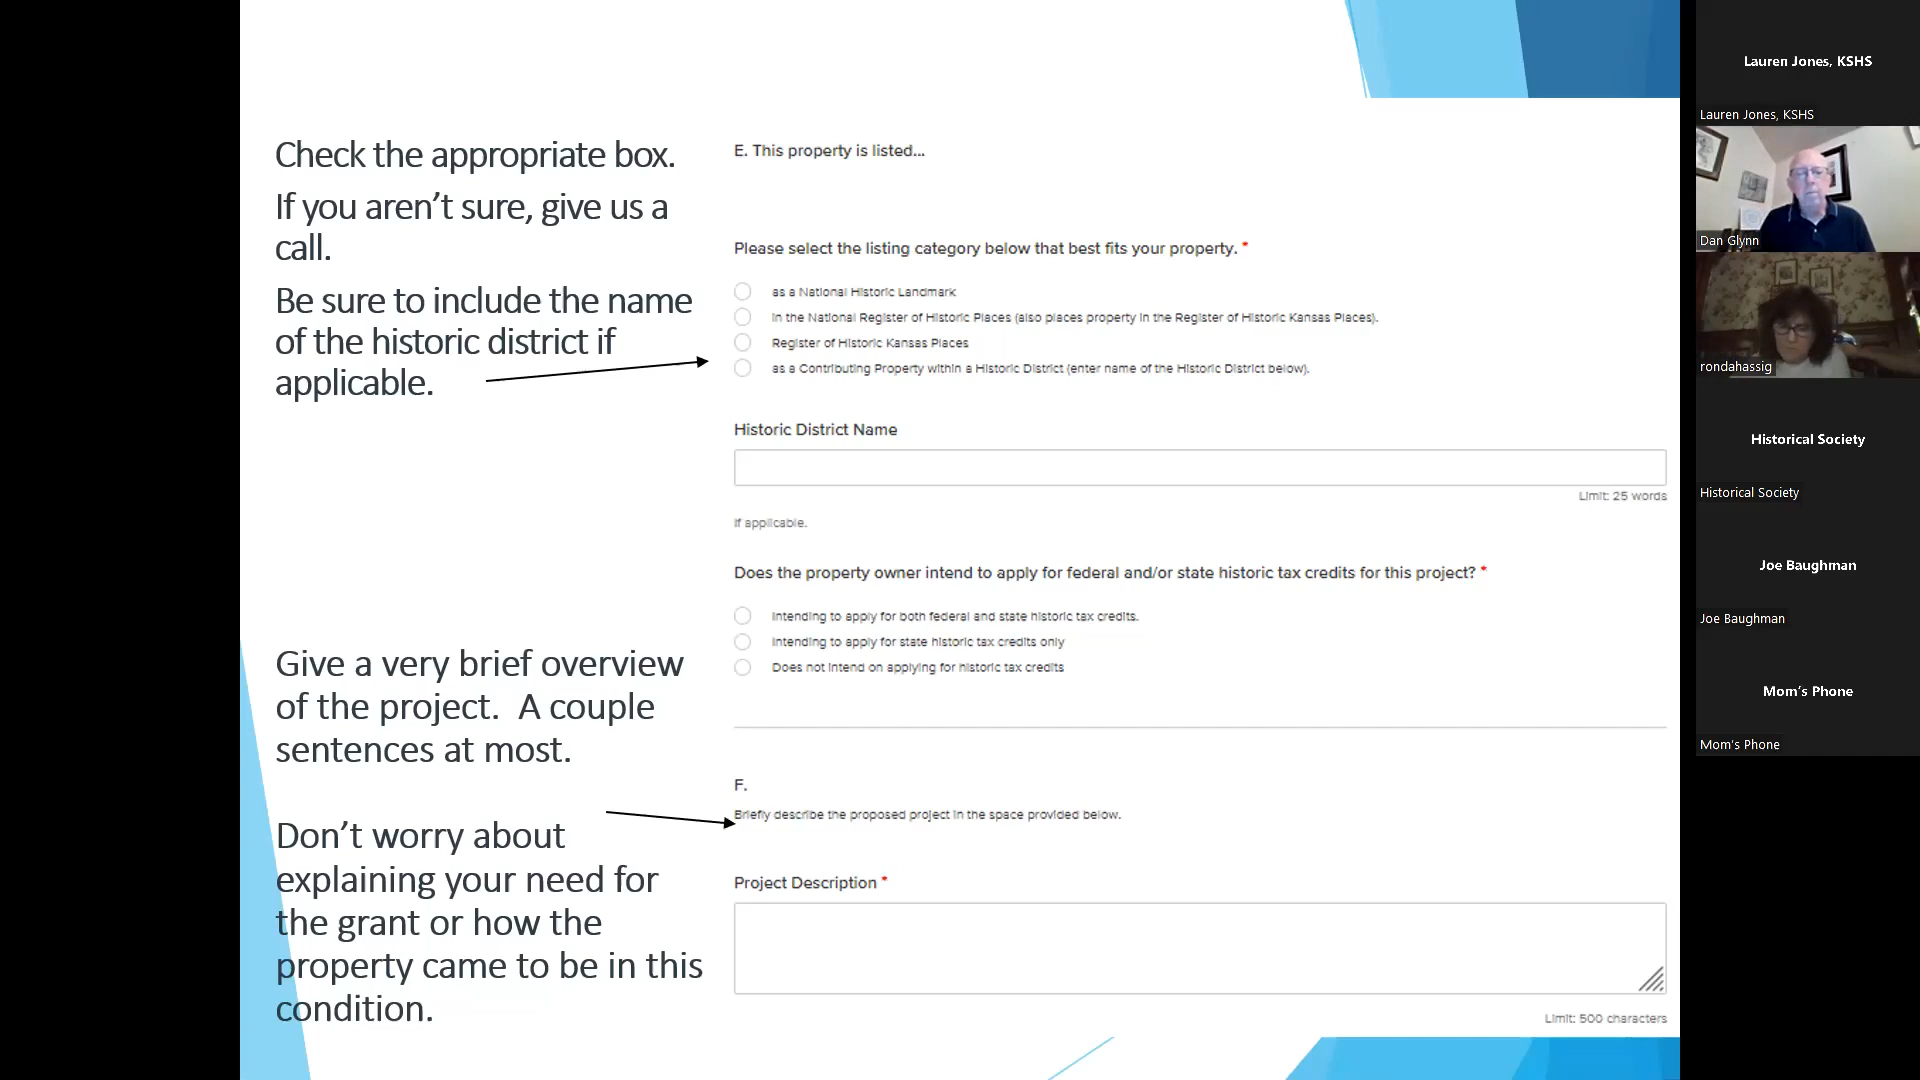 Check the appropriate box.
If you aren’t sure, give us a
call.
Be sure to include the name
of the historic district if
applicable.
Give a very brief overview
of the project.  A couple
sentences at most.
Don’t worry about
explaining your need for
the grant or how the
property came to be in this
condition.
E. This property is listed...
Please select the listing category below that best fits your property. *
as a National Historic Landmark
in the National Register of Historic Places (also places property in the Register of Historic Kansas Places).
Register of Historic Kansas Places
as a Contributing Property within a Historic District (enter name of the Historic District below).
Historic District Name
Limit: 25 words
If applicable.
Does the property owner intend to apply for federal and/or state historic tax credits for this project? *
Intending to apply for both federal and state historic tax credits.
Intending to apply for state historic tax credits only
Does not intend on applying for historic tax credits
F.
Briefly describe the proposed project in the space provided below.
Project Description *
Limit: 500 characters
Lauren Jones, KSHS
Lauren Jones, KSHS
Dan Glynn
rondahassig
Historical Society
Historical Society
Joe Baughman
Joe Baughman
Mom’s Phone
Mom’s Phone